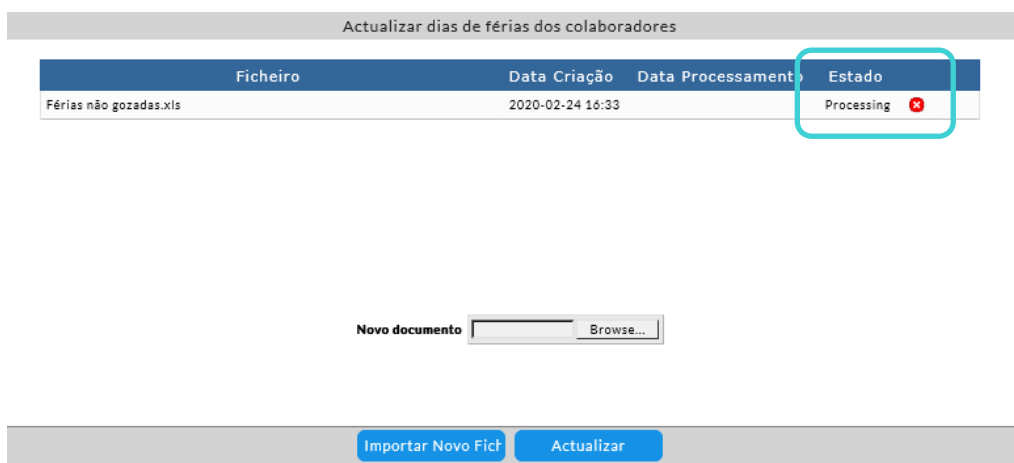 Actualizar dias de férias dos colaboradores
Ficheiro Data Criação Data Processamento Estado
Férias não gozadas.xls 2020-02-24 16:33 Processing
Novo documento Browse...
Importar Novo Fich Actualizar